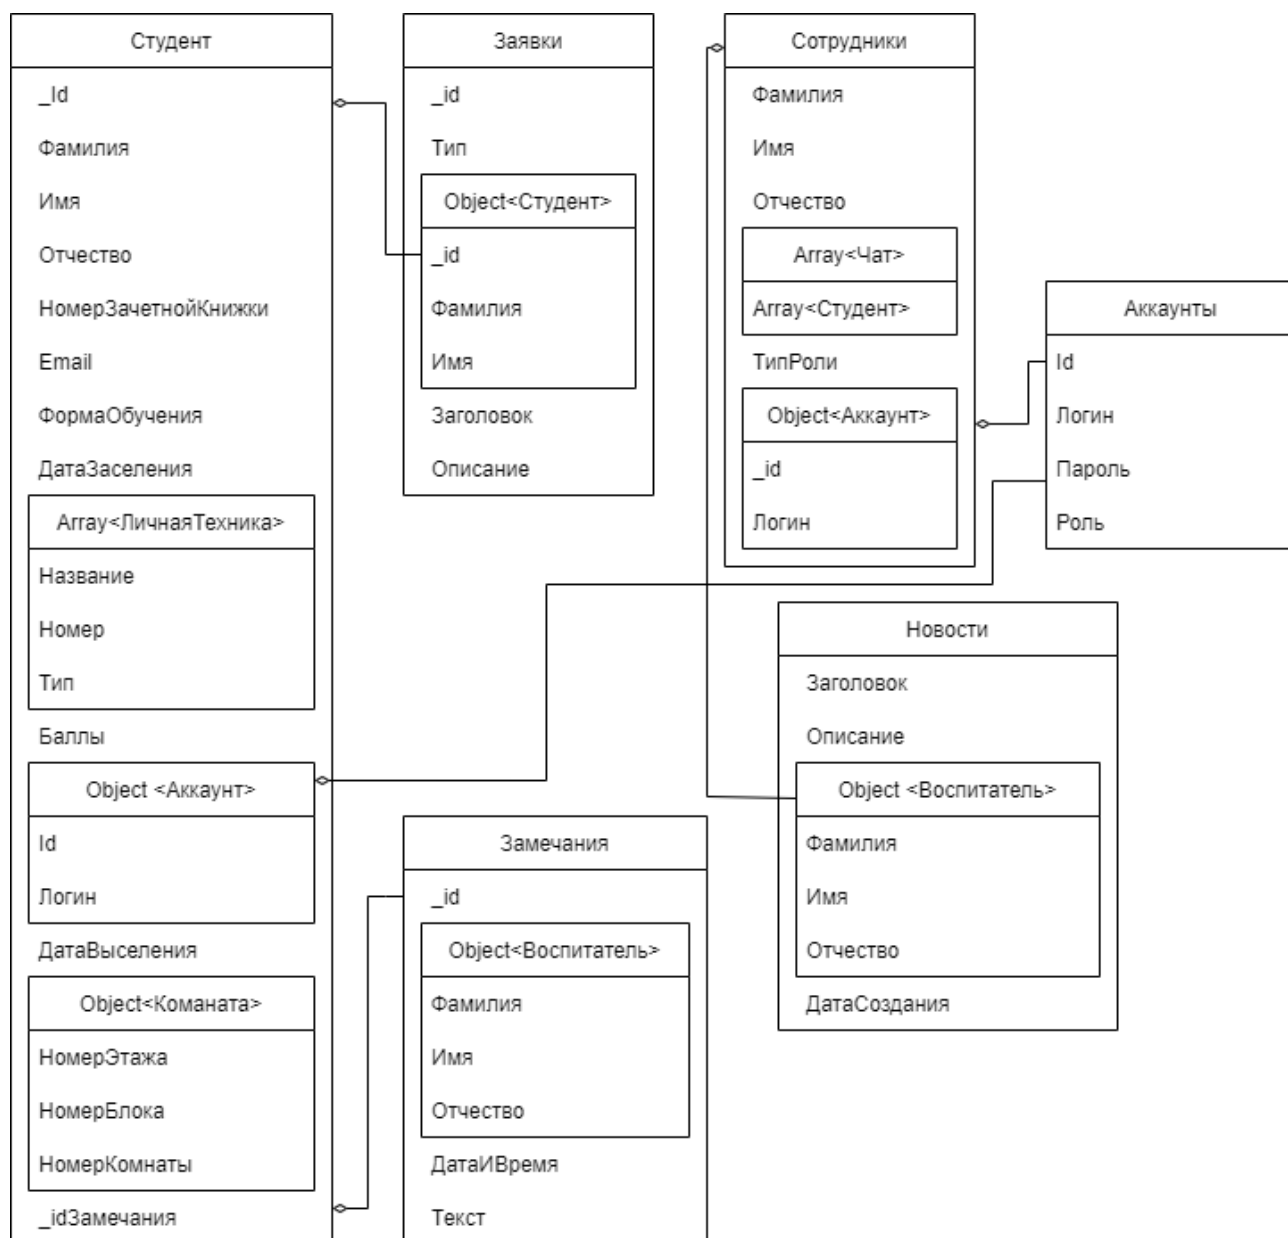 Студент
_Id
Фамилия
Имя
Отчество
НомерЗачетнойКнижки
Email
ФормаОбучения
ДатаЗаселения
Array<ЛичнаяТехника>
Название
Номер
Тип
Баллы
Object <Аккаунт>
Id
Логин
ДатаВыселения
Object<Команата>
НомерЭтажа
НомерБлока
НомерКомнаты
_idЗамечания
Заявки
_id
Тип
Object<Студент>
_id
Фамилия
Имя
Заголовок
Описание
Сотрудники
Фамилия
Имя
Отчество
Array<Чат>
Array<Студент>
ТипРоли
Object<Аккаунт>
_id
Логин
Аккаунты
Id
Логин
Пароль
Роль
Новости
Заголовок
Описание
Object <Воспитатель>
Фамилия
Имя
Отчество
ДатаСоздания
Замечания
_id
Object<Воспитатель>
Фамилия
Имя
Отчество
ДатаИВремя
Текст